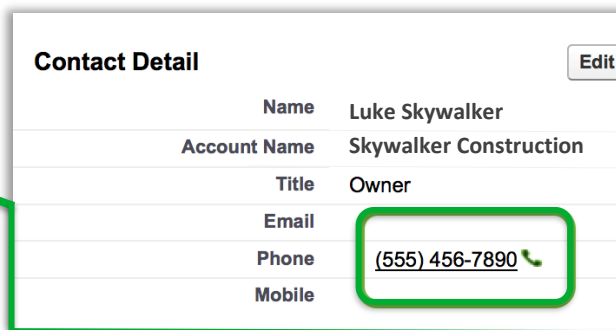 Contact Detail
Edit
Name Luke Skywalker
Account Name Skywalker Construction
Title Owner
Email
Phone (555) 456-7890
Mobile